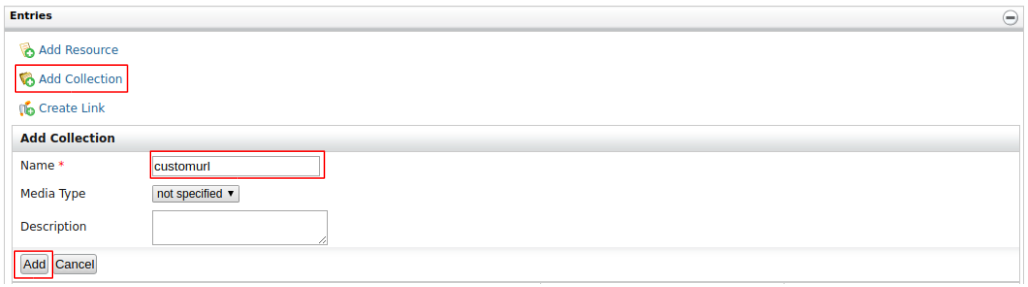 Entries
Add Resource
Add Collection
Create Link
Add Collection
Name * customurl
Media Type not specified
Description
Add Cancel